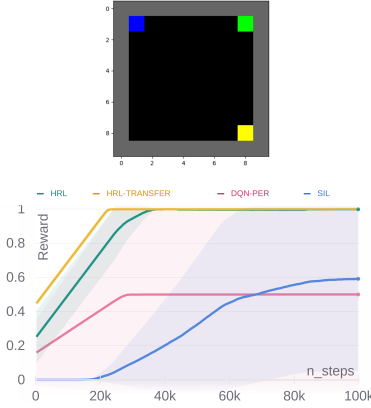 0
2
4
6
8
0 2 4 6 8
HRL HRL-TRANSFER DQN-PER SIL
Reward
1
0.8
0.6
0.4
0.2
0
n_steps
0 20k 40k 60k 80k 100k